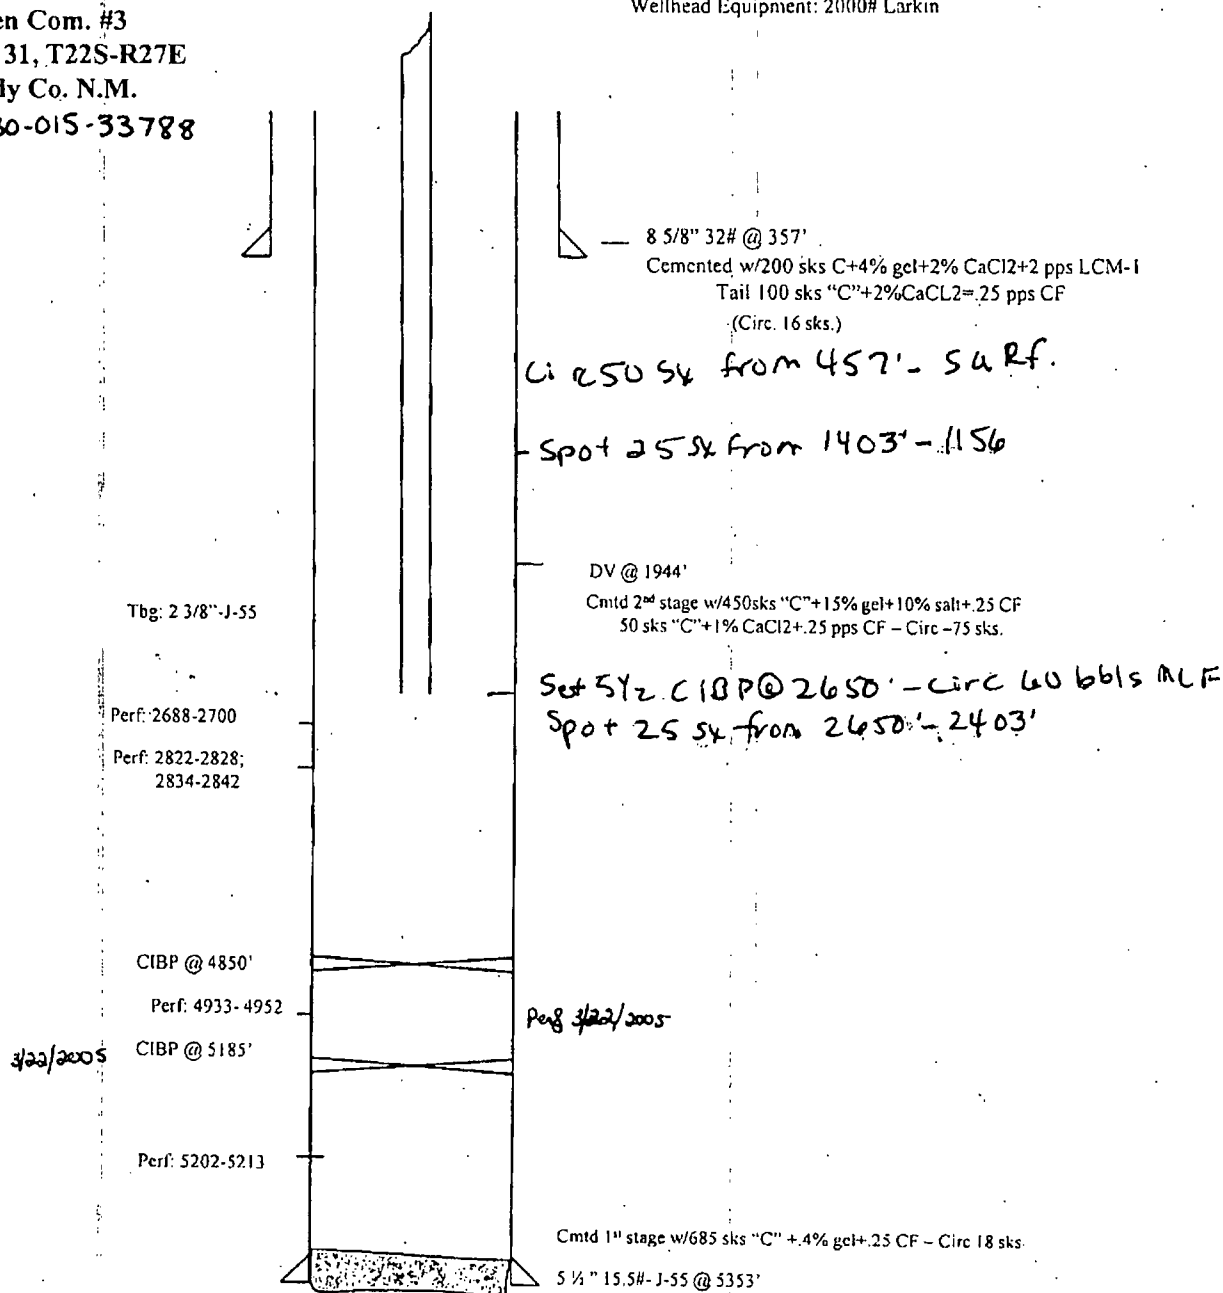 en Com. #3
31, T22S-R27E
dy Co. N.M.
30-015-33788
Wellhead Equipment: 2000# Larkin
8 5/8" 32# @ 357'
Cemented w/200 sks C+4% gel+2% CaCl2+2 pps LCM-1
Tail 100 sks "C"+2%CaCL2=.25 pps CF
(Circ. 16 sks.)
Circ 50 sx from 457'- SuRf.
Spot 25 sx from 1403'-1156
DV @ 1944'
Cmtd 2nd stage w/450sks "C"+15% gel+10% salt+.25 CF
50 sks "C"+1% CaCl2+.25 pps CF – Circ –75 sks.
Tbg: 2 3/8"-J-55
Set 5½ CIBP@ 2650'-circ 60 bbls MLF
Spot 25 sx from 2650'-2403'
Perf: 2688-2700
Perf: 2822-2828;
2834-2842
CIBP @ 4850'
Perf: 4933-4952
Perf 3/22/2005
3/22/2005 CIBP @ 5185'
Perf: 5202-5213
Cmtd 1st stage w/685 sks "C" +.4% gel+.25 CF – Circ 18 sks.
5 ½" 15.5#- J-55 @ 5353'